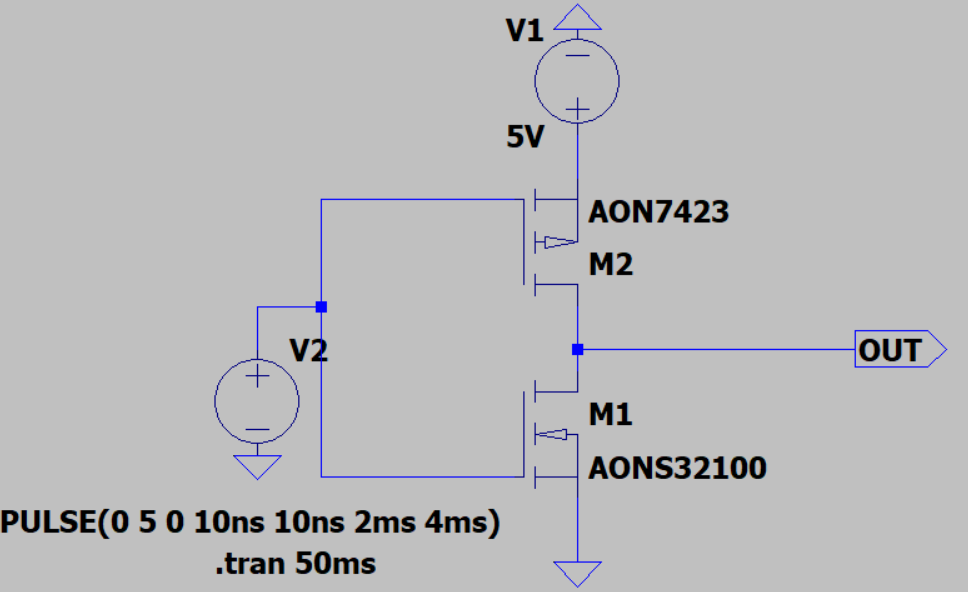 V1
5V
AON7423
M2
V2
OUT
M1
AONS32100
PULSE(0 5 0 10ns 10ns 2ms 4ms)
.tran 50ms